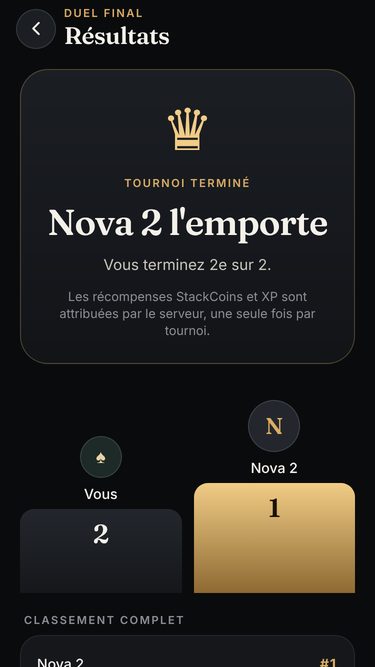 DUEL FINAL
Résultats
TOURNOI TERMINÉ
Nova 2 l'emporte
Vous terminez 2e sur 2.
Les récompenses StackCoins et XP sont
attribuées par le serveur, une seule fois par
tournoi.
N
Nova 2
Vous
1
2
CLASSEMENT COMPLET
Nova 2 #1